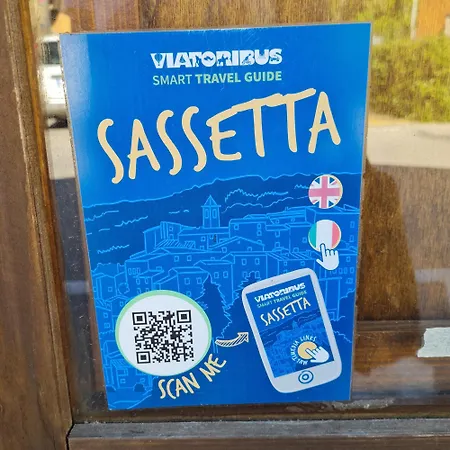 VIATORIBUS
SMART TRAVEL GUIDE
SASSETTA
SCAN ME
VIATORIBUS
SMART TRAVEL GUIDE
SASSETTA